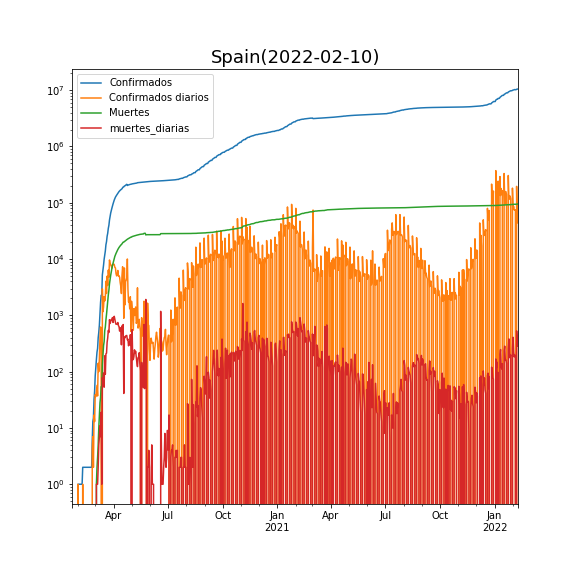 Spain(2022-02-10)
Confirmados
Confirmados diarios
Muertes
muertes_diarias
10^7
10^6
10^5
10^4
10^3
10^2
10^1
10^0
Apr Jul Oct Jan Apr Jul Oct Jan
2021 2022